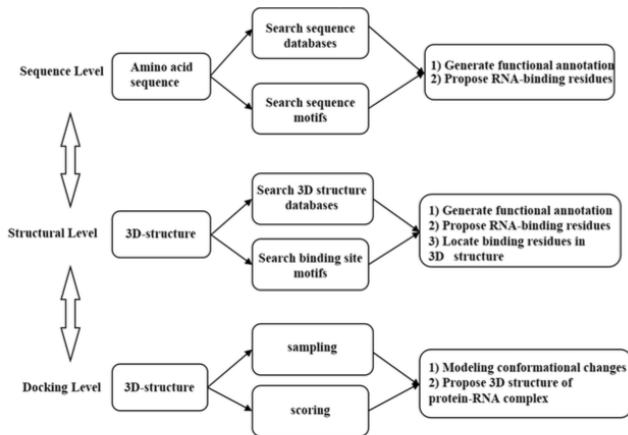 Sequence Level
Amino acid
sequence
Search sequence
databases
Search sequence
motifs
1) Generate functional annotation
2) Propose RNA-binding residues
Structural Level
3D-structure
Search 3D structure
databases
Search binding site
motifs
1) Generate functional annotation
2) Propose RNA-binding residues
3) Locate binding residues in
3D structure
Docking Level
3D-structure
sampling
scoring
1) Modeling conformational changes
2) Propose 3D structure of
protein-RNA complex